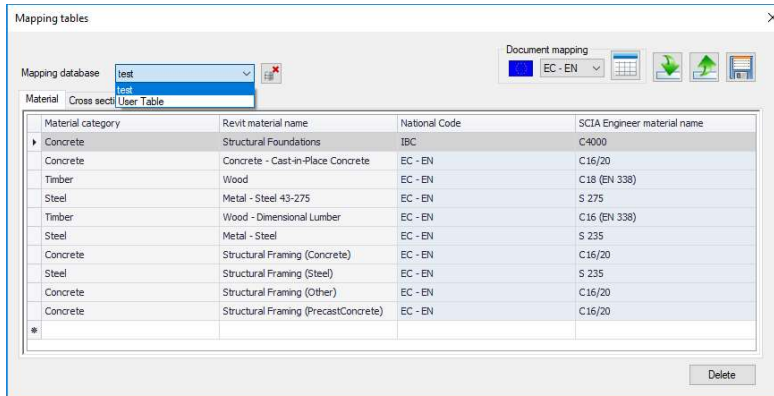 Mapping tables
Document mapping
Mapping database test EC - EN
test
Material Cross secti User Table
Material category Revit material name National Code SCIA Engineer material name
Concrete Structural Foundations IBC C4000
Concrete Concrete - Cast-in-Place Concrete EC - EN C16/20
Timber Wood EC - EN C18 (EN 338)
Steel Metal - Steel 43-275 EC - EN S 275
Timber Wood - Dimensional Lumber EC - EN C16 (EN 338)
Steel Metal - Steel EC - EN S 235
Concrete Structural Framing (Concrete) EC - EN C16/20
Steel Structural Framing (Steel) EC - EN S 235
Concrete Structural Framing (Other) EC - EN C16/20
Concrete Structural Framing (PrecastConcrete) EC - EN C16/20
Delete